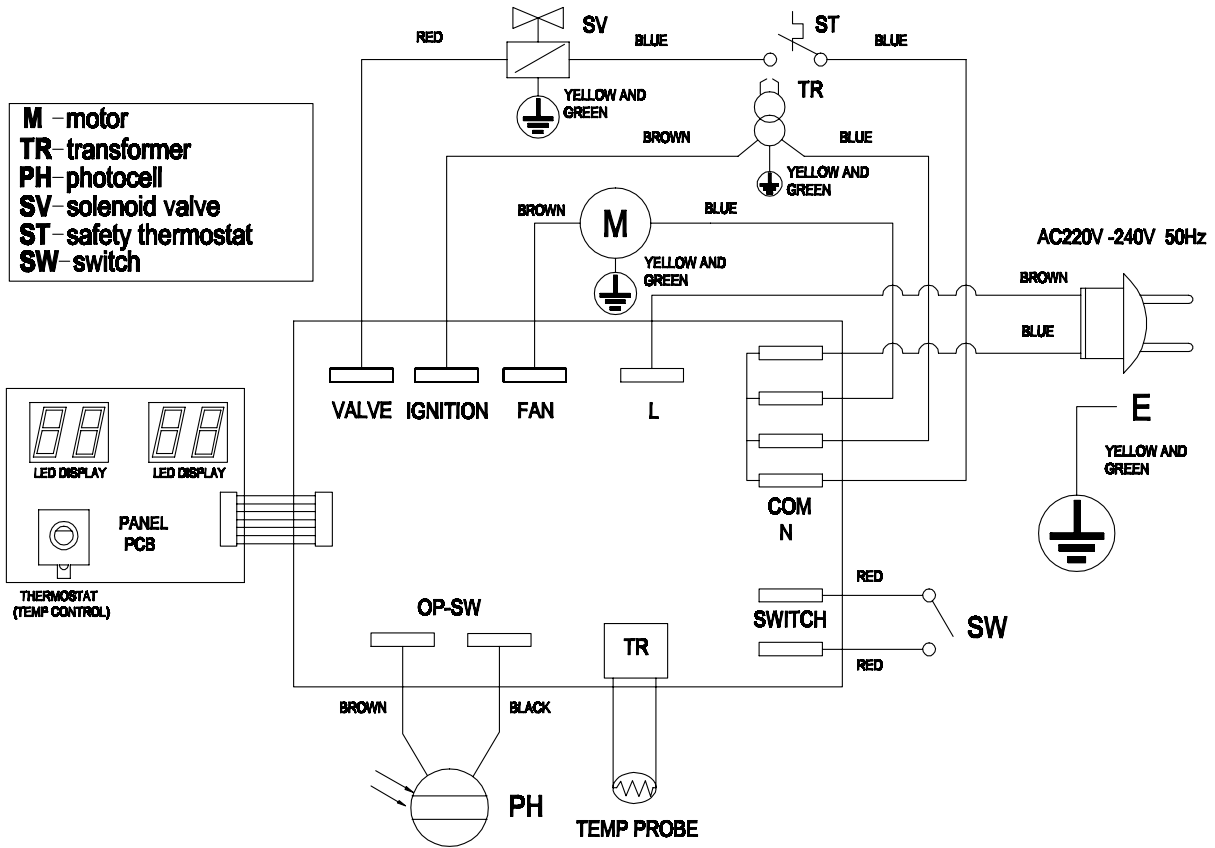 RED
SV
BLUE
ST
BLUE
YELLOW AND
GREEN
TR
M -motor
TR-transformer
PH-photocell
SV-solenoid valve
ST-safety thermostat
SW-switch
BROWN
BLUE
YELLOW AND
GREEN
BROWN
M
BLUE
YELLOW AND
GREEN
AC220V -240V 50Hz
BROWN
BLUE
VALVE
IGNITION
FAN
L
E
YELLOW AND
GREEN
LED DISPLAY
LED DISPLAY
PANEL
PCB
COM
N
THERMOSTAT
(TEMP CONTROL)
OP-SW
TR
RED
SWITCH
SW
RED
BROWN
BLACK
PH
TEMP PROBE